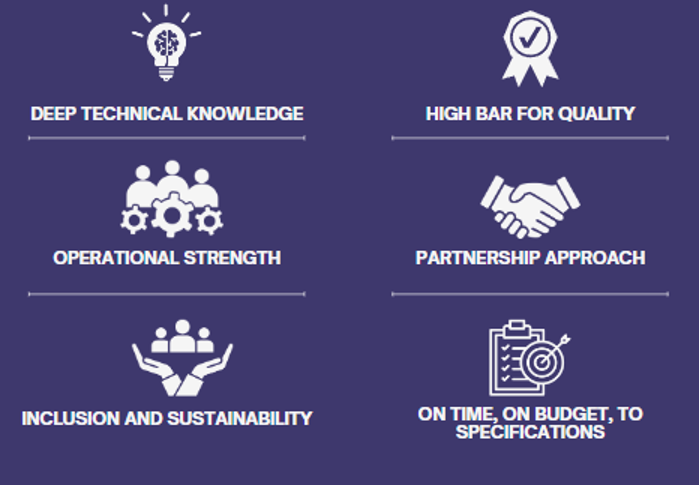 DEEP TECHNICAL KNOWLEDGE
HIGH BAR FOR QUALITY
OPERATIONAL STRENGTH
PARTNERSHIP APPROACH
INCLUSION AND SUSTAINABILITY
ON TIME, ON BUDGET, TO
SPECIFICATIONS